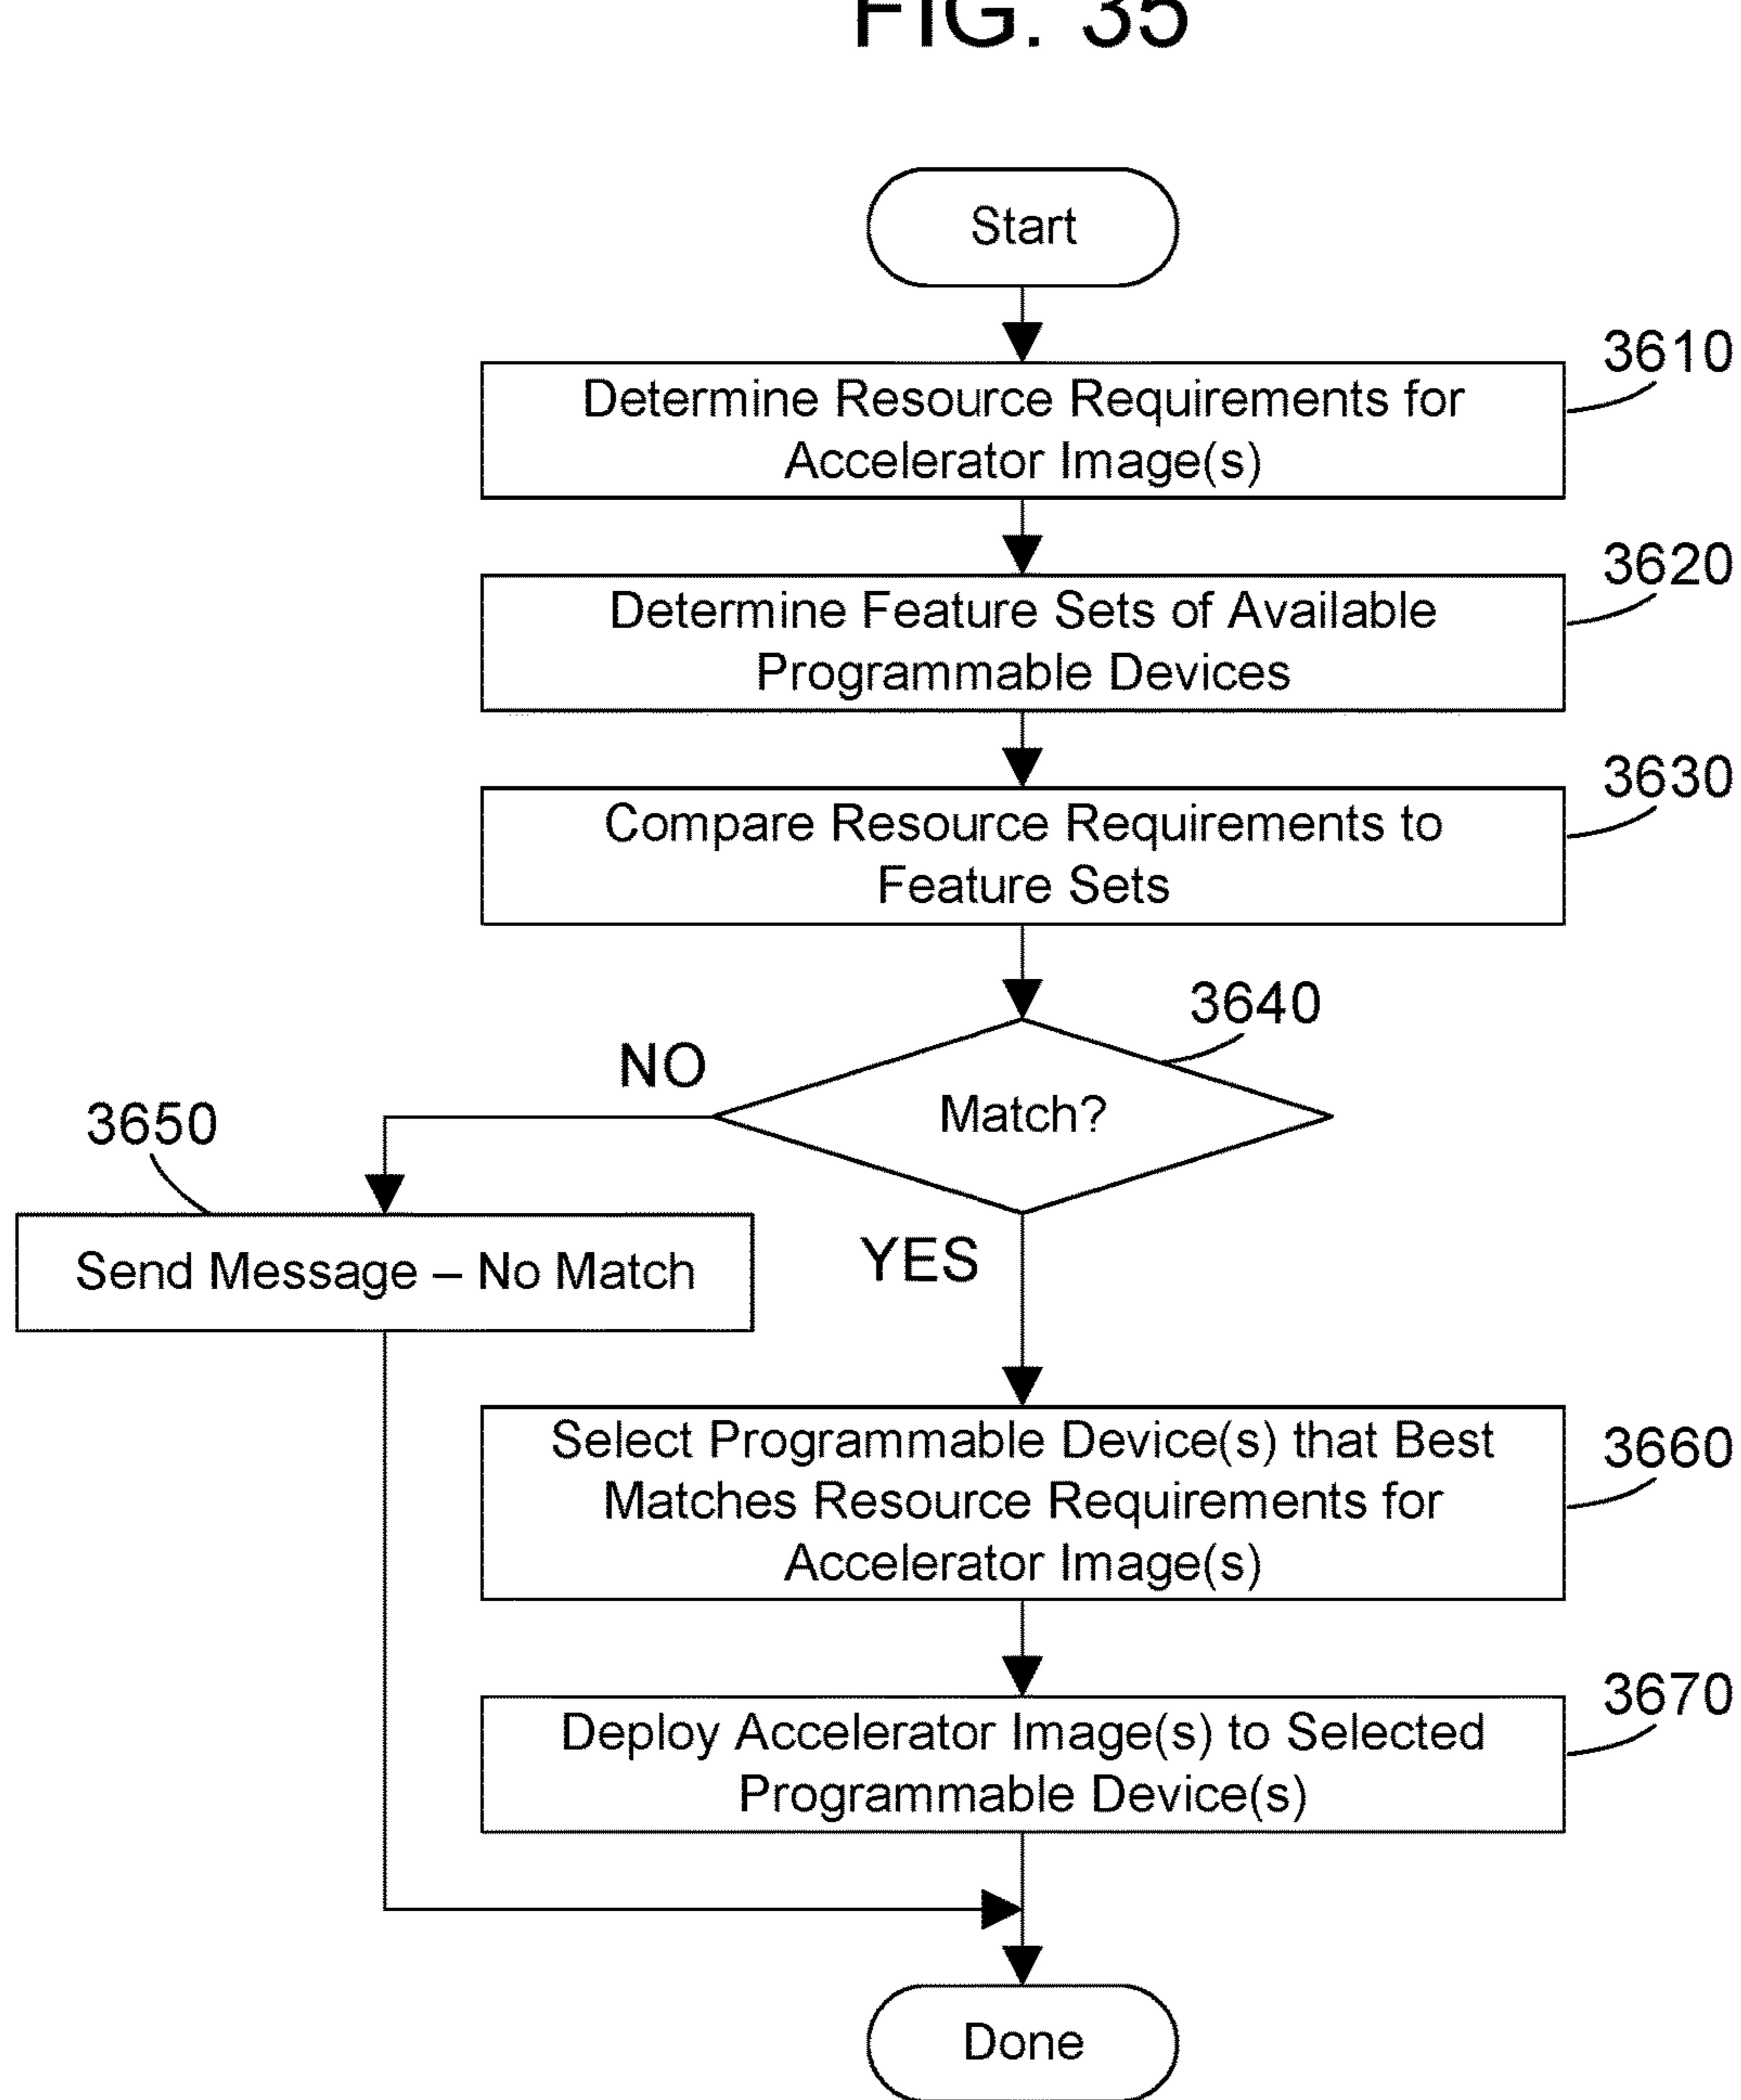 FIG. 35
Start
3610
Determine Resource Requirements for
Accelerator Image(s)
3620
Determine Feature Sets of Available
Programmable Devices
3630
Compare Resource Requirements to
Feature Sets
3640
NO
Match?
3650
Send Message – No Match
YES
Select Programmable Device(s) that Best
3660
Matches Resource Requirements for
Accelerator Image(s)
3670
Deploy Accelerator Image(s) to Selected
Programmable Device(s)
Done